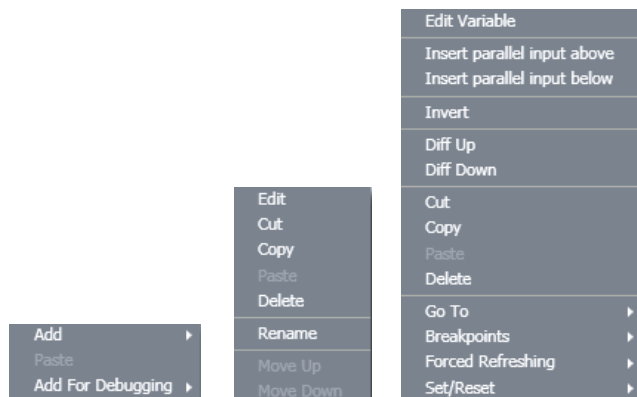 Add
Paste
Add For Debugging
Edit
Cut
Copy
Paste
Delete
Rename
Move Up
Move Down
Edit Variable
Insert parallel input above
Insert parallel input below
Invert
Diff Up
Diff Down
Cut
Copy
Paste
Delete
Go To
Breakpoints
Forced Refreshing
Set/Reset